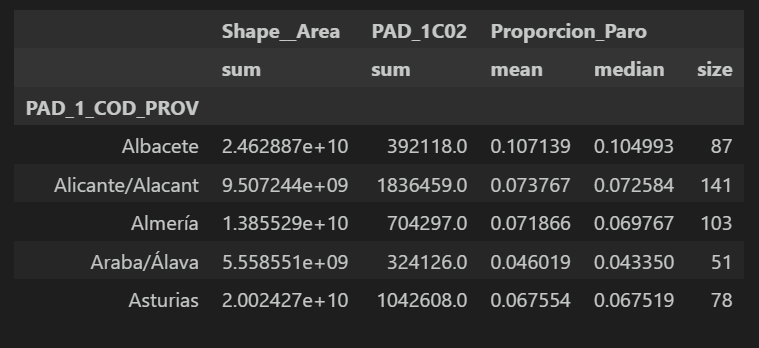 Shape__Area PAD_1C02 Proporcion_Paro
sum sum mean median size
PAD_1_COD_PROV
Albacete 2.462887e+10 392118.0 0.107139 0.104993 87
Alicante/Alacant 9.507244e+09 1836459.0 0.073767 0.072584 141
Almería 1.385529e+10 704297.0 0.071866 0.069767 103
Araba/Álava 5.558551e+09 324126.0 0.046019 0.043350 51
Asturias 2.002427e+10 1042608.0 0.067554 0.067519 78